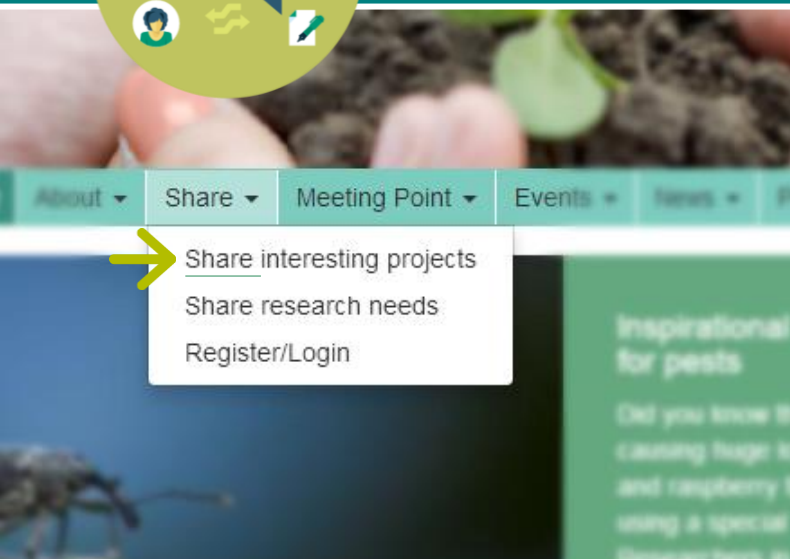 About Share Meeting Point Events News
Share interesting projects
Share research needs
Register/Login
Inspirational
for pests
Did you know
causing huge
and raspberry
using a special